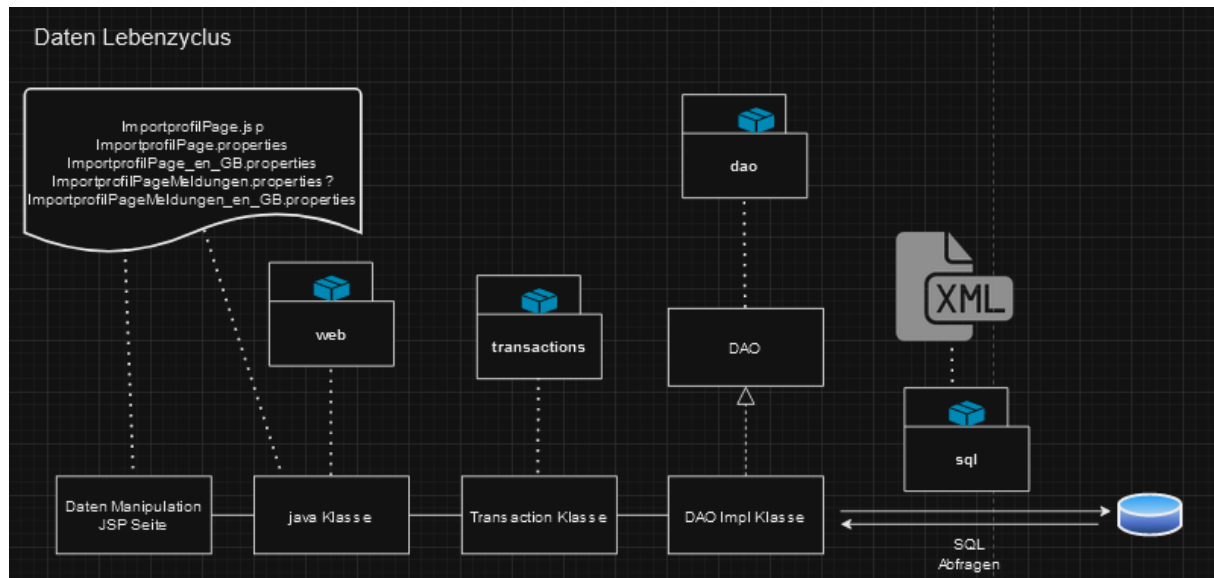 Daten Lebenzyclus
ImportprofilPage.jsp
ImportprofilPage.properties
ImportprofilPage_en_GB.properties
ImportprofilPageMeldungen.properties ?
ImportprofilPageMeldungen_en_GB.properties
dao
web
transactions
DAO
XML
sql
Daten Manipulation
JSP Seite
java Klasse
Transaction Klasse
DAO Impl Klasse
SQL
Abfragen